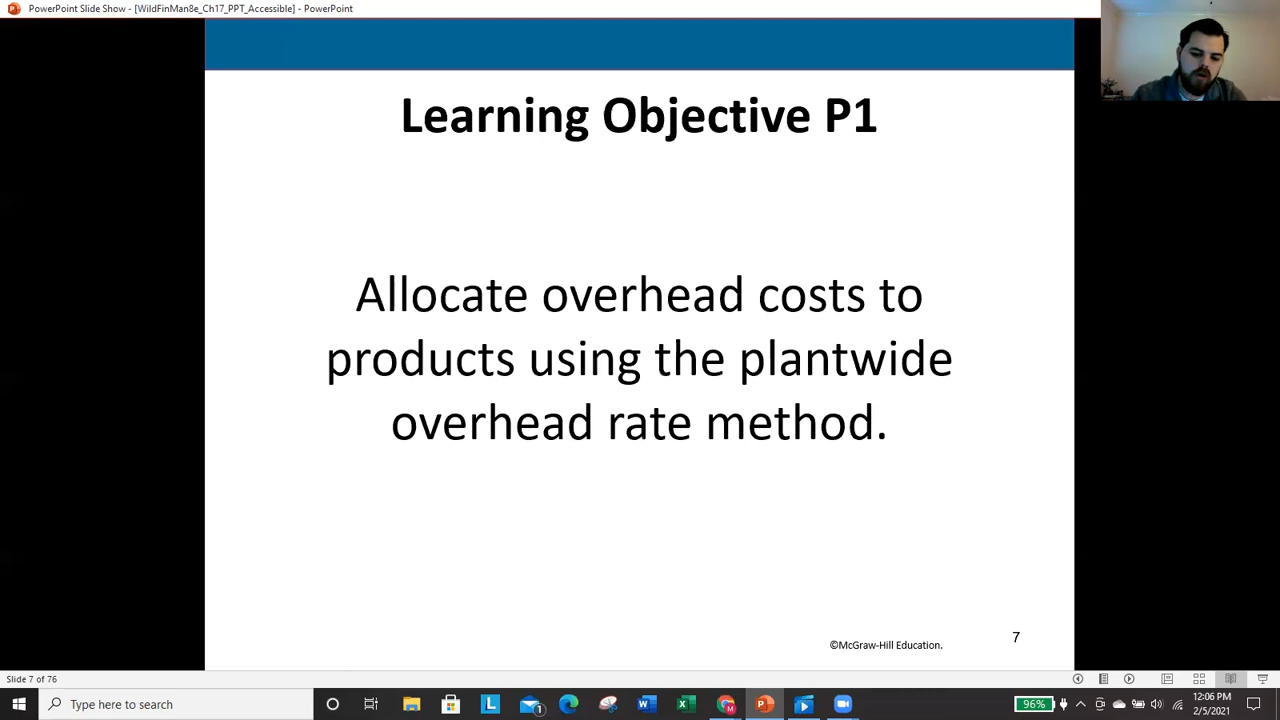 PowerPoint Slide Show - [WildFinMan8e_Ch17_PPT_Accessible] - PowerPoint
Learning Objective P1
Allocate overhead costs to
products using the plantwide
overhead rate method.
©McGraw-Hill Education.
7
Slide 7 of 76
Type here to search
96%
12:06 PM
2/5/2021